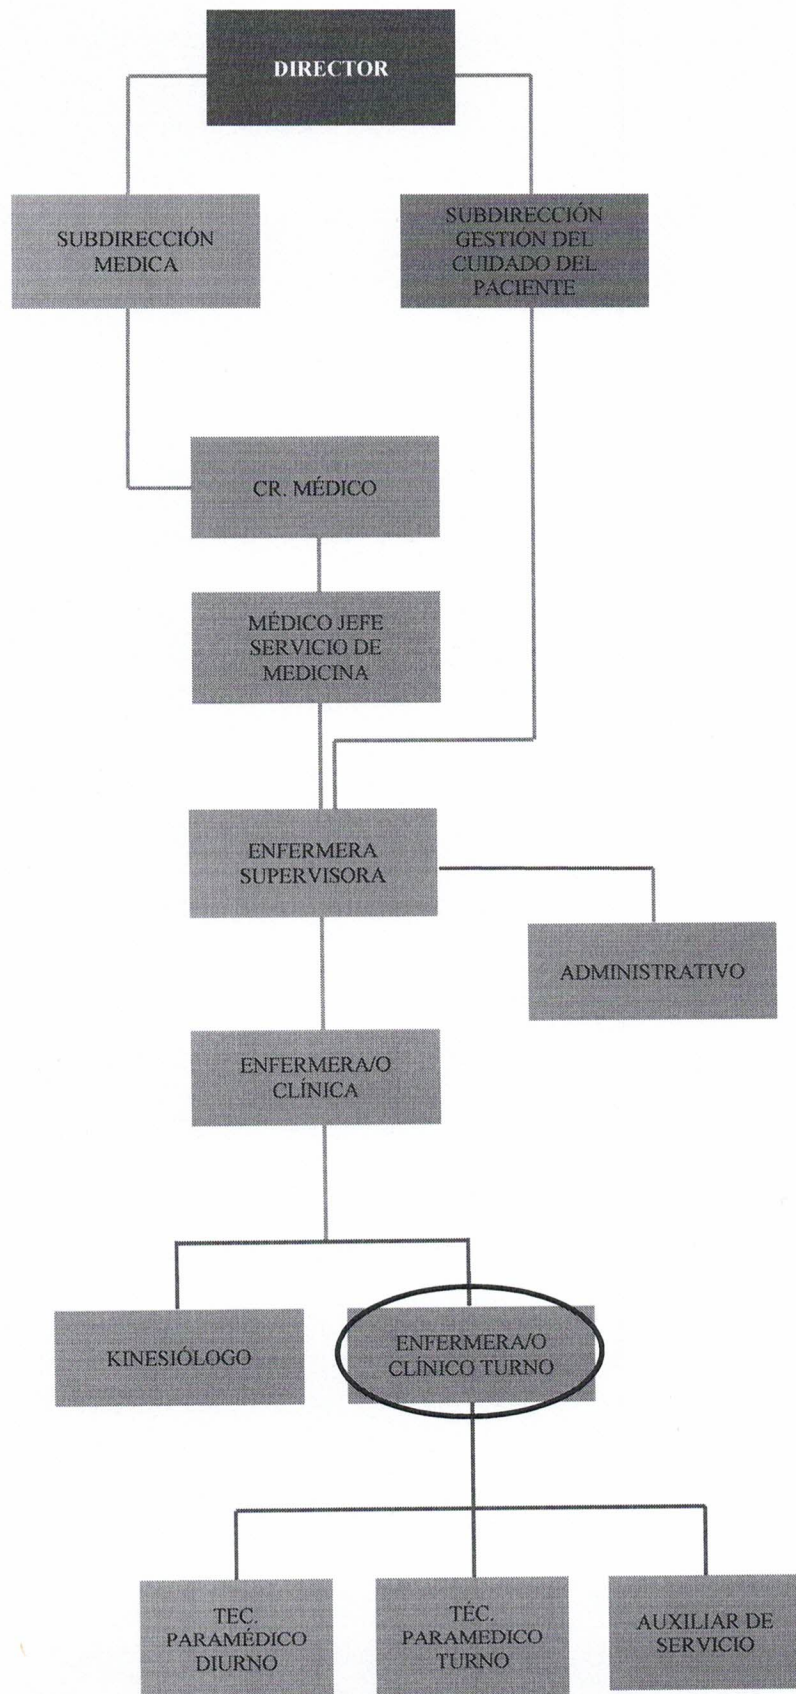 DIRECTOR
SUBDIRECCIÓN
MEDICA
SUBDIRECCIÓN
GESTIÓN DEL
CUIDADO DEL
PACIENTE
CR. MÉDICO
MÉDICO JEFE
SERVICIO DE
MEDICINA
ENFERMERA
SUPERVISORA
ADMINISTRATIVO
ENFERMERA/O
CLÍNICA
KINESIÓLOGO
ENFERMERA/O
CLÍNICO TURNO
TEC.
PARAMÉDICO
DIURNO
TÉC.
PARAMEDICO
TURNO
AUXILIAR DE
SERVICIO